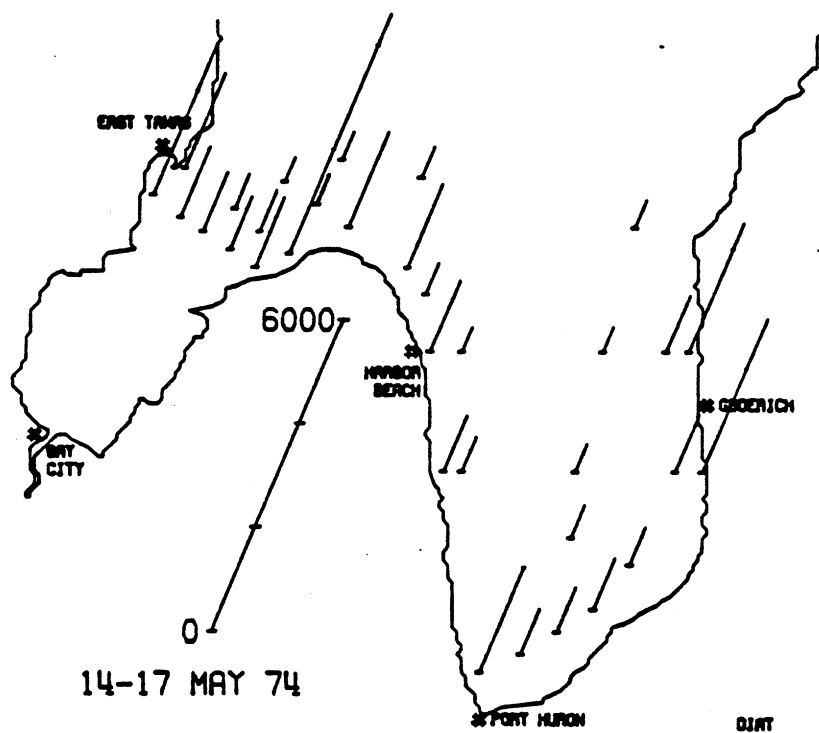 EAST TAWAS
6000
HARBOR
BEACH
GODERICH
BAY
CITY
0
14-17 MAY 74
PORT HURON
DIAT